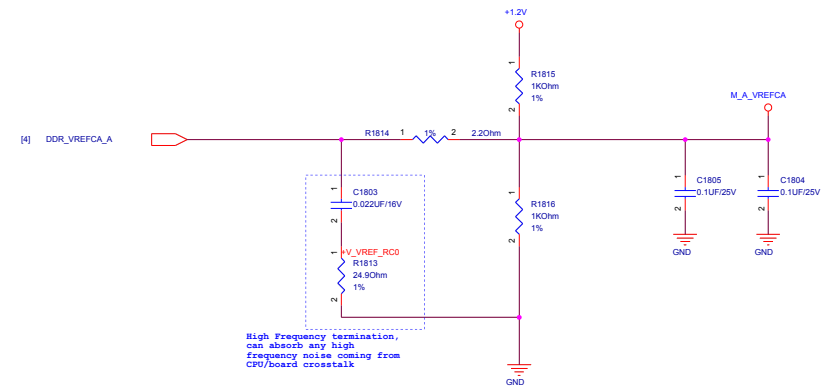 +1.2V
1
R1815
1KOhm
1%
2
M_A_VREFCA
[4] DDR_VREFCA_A
R1814 1 1% 2 2.2Ohm
1
C1803
0.022UF/16V
2
1
R1816
1KOhm
1%
2
1
C1805
0.1UF/25V
2
GND
1
C1804
0.1UF/25V
2
GND
1
+V_VREF_RC0
R1813
24.9Ohm
1%
2
High Frequency termination,
can absorb any high
frequency noise coming from
CPU/board crosstalk
GND